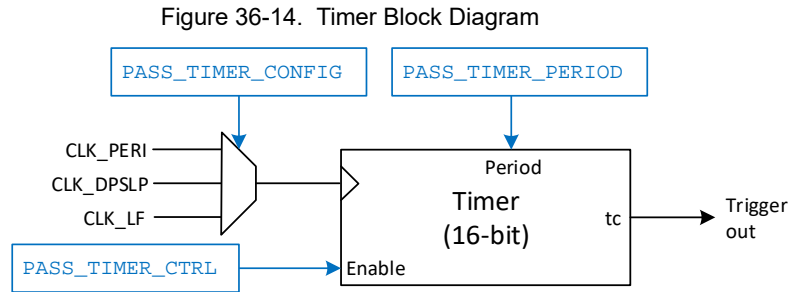 Figure 36-14. Timer Block Diagram
PASS_TIMER_CONFIG
PASS_TIMER_PERIOD
CLK_PERI
CLK_DPSLP
CLK_LF
Period
Timer
(16-bit)
tc
Trigger
out
PASS_TIMER_CTRL
Enable